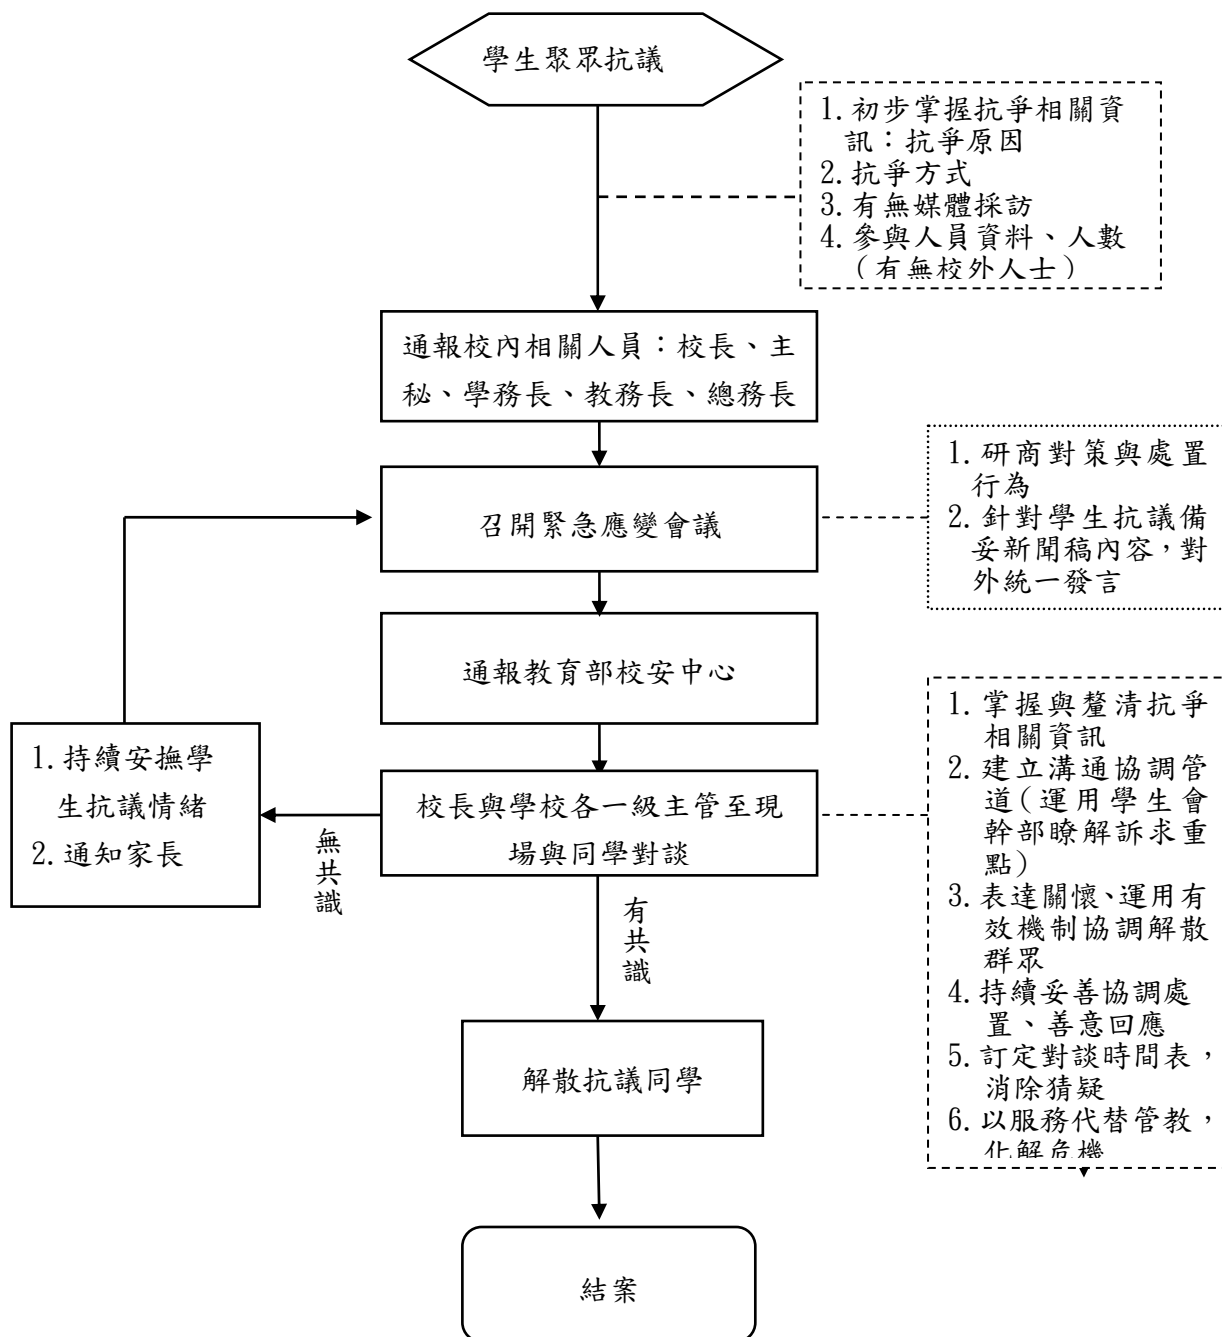 學生聚眾抗議
1.初步掌握抗爭相關資
訊：抗爭原因
2.抗爭方式
3.有無媒體採訪
4.參與人員資料、人數
（有無校外人士）
通報校內相關人員：校長、主
秘、學務長、教務長、總務長
召開緊急應變會議
1.研商對策與處置
行為
2.針對學生抗議備
妥新聞稿內容，對
外統一發言
通報教育部校安中心
校長與學校各一級主管至現
場與同學對談
1.掌握與釐清抗爭
相關資訊
2.建立溝通協調管
道(運用學生會
幹部瞭解訴求重
點)
3.表達關懷、運用有
效機制協調解散
群眾
4.持續妥善協調處
置、善意回應
5.訂定對談時間表，
消除猜疑
6.以服務代替管教，
化解危機
無共識
1.持續安撫學
生抗議情緒
2.通知家長
有共識
解散抗議同學
結案